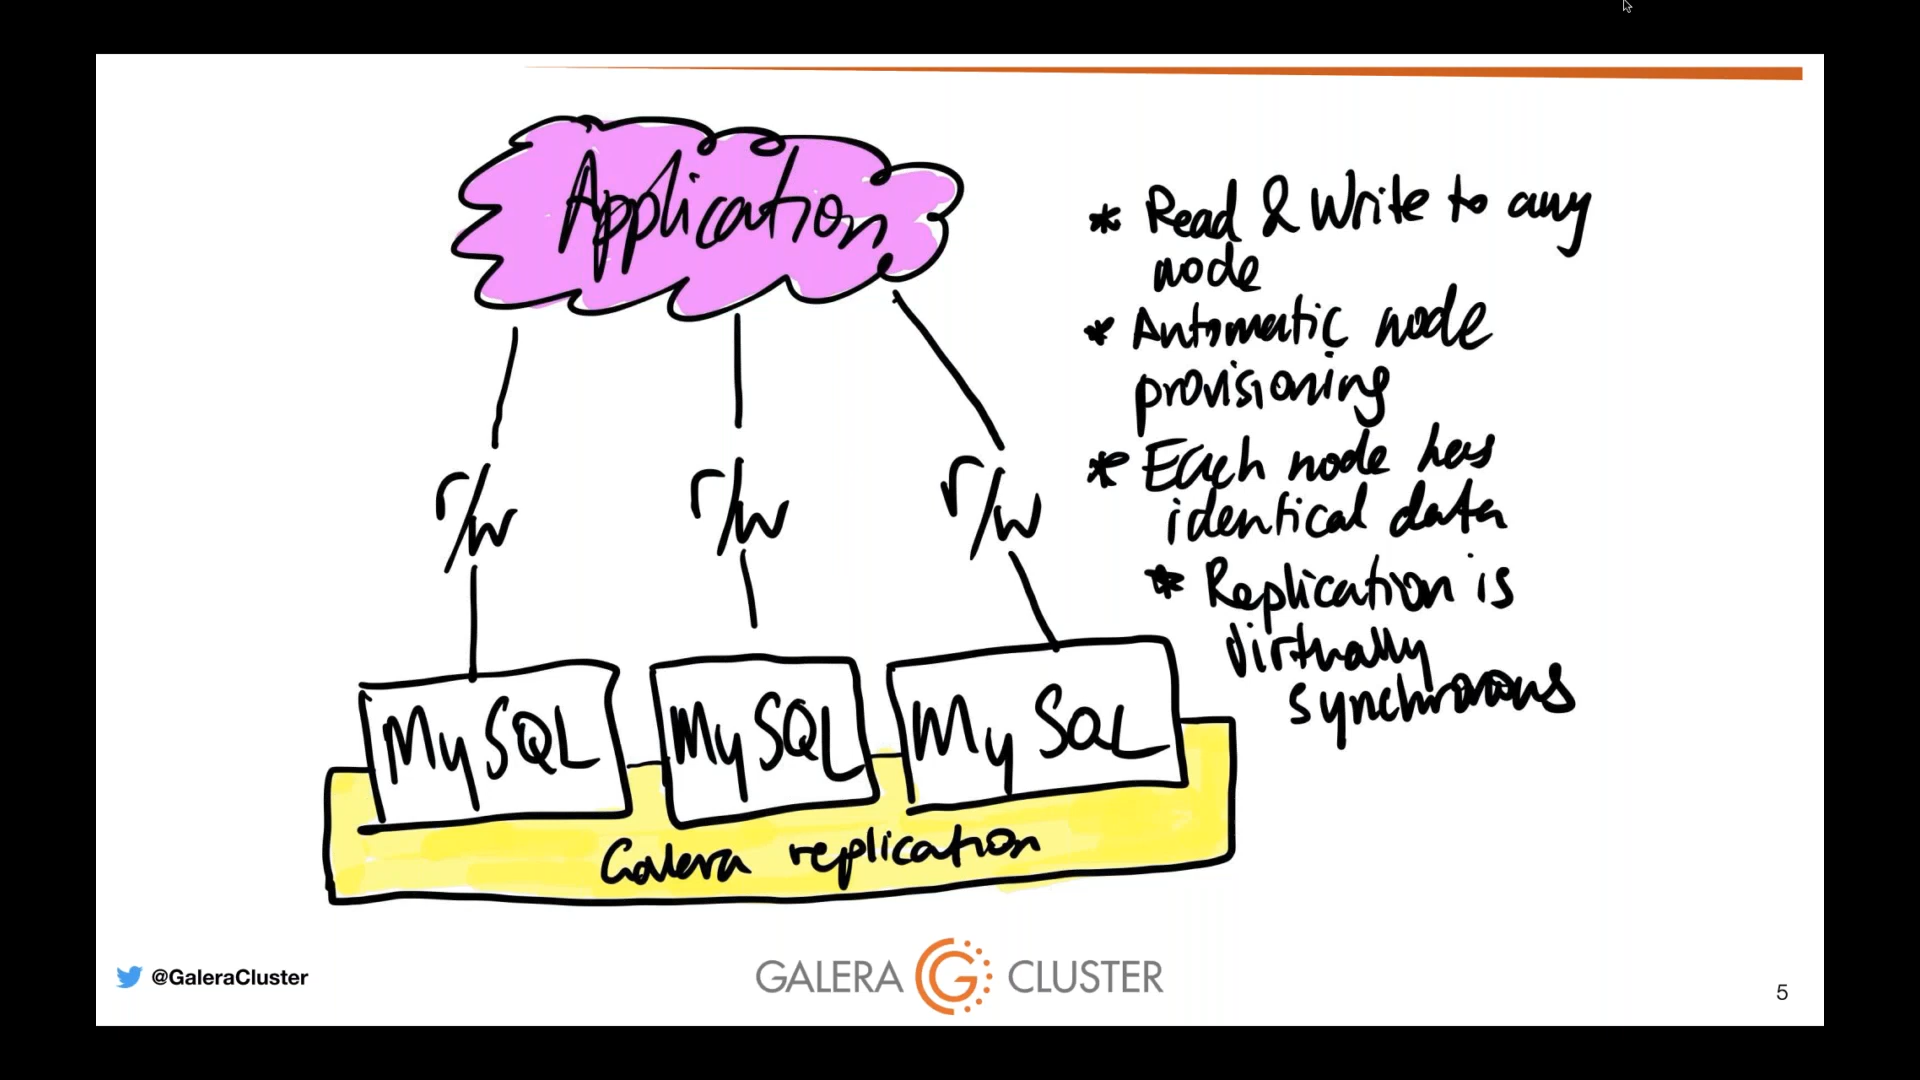 Application
* Read & Write to any
node
* Automatic node
provisioning
* Each node has
identical data
* Replication is
virtually
synchronous
r/w r/w r/w
MySQL MySQL MySQL
Galera replication
@GaleraCluster
GALERA CLUSTER
5